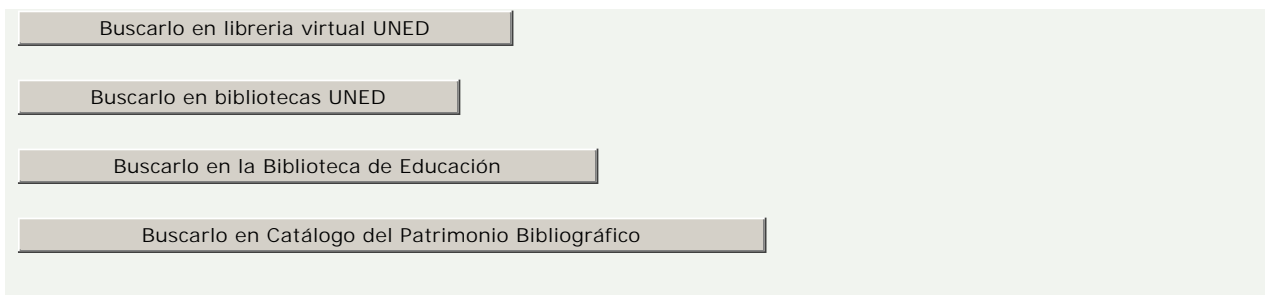 Buscarlo en libreria virtual UNED
Buscarlo en bibliotecas UNED
Buscarlo en la Biblioteca de Educación
Buscarlo en Catálogo del Patrimonio Bibliográfico